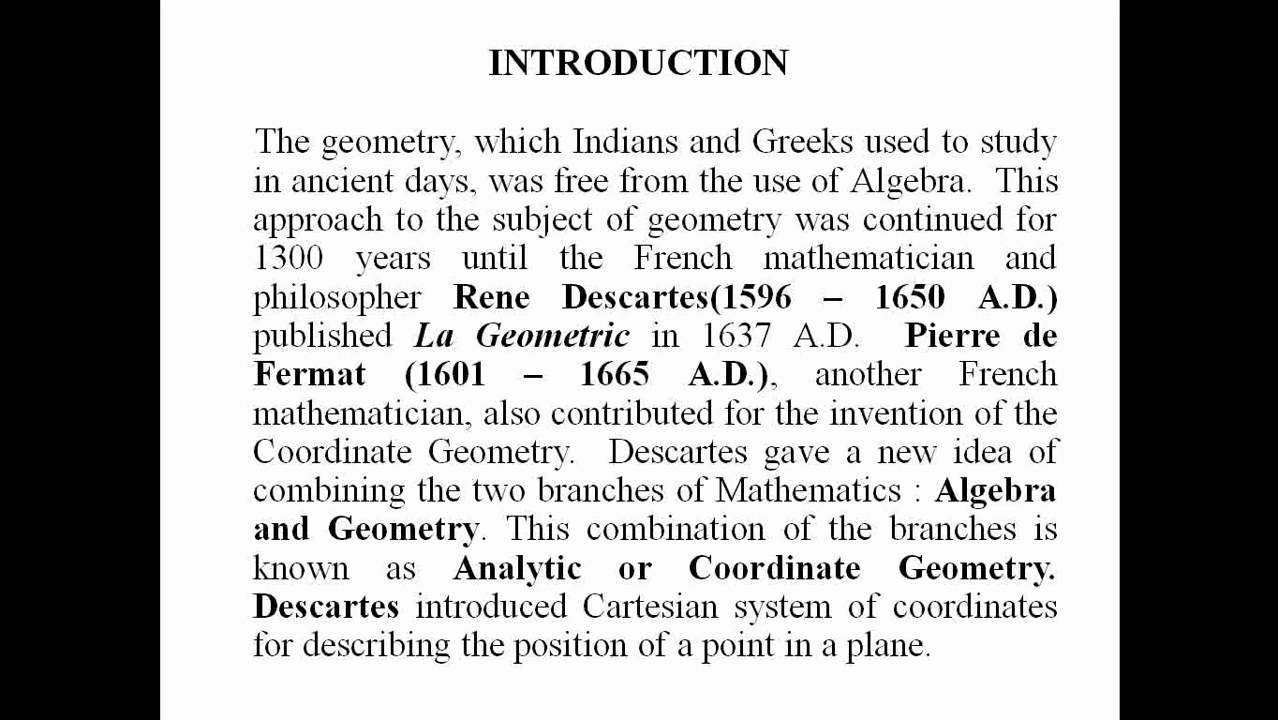 INTRODUCTION
The geometry, which Indians and Greeks used to study
in ancient days, was free from the use of Algebra. This
approach to the subject of geometry was continued for
1300 years until the French mathematician and
philosopher Rene Descartes(1596 – 1650 A.D.)
published La Geometric in 1637 A.D. Pierre de
Fermat (1601 – 1665 A.D.), another French
mathematician, also contributed for the invention of the
Coordinate Geometry. Descartes gave a new idea of
combining the two branches of Mathematics : Algebra
and Geometry. This combination of the branches is
known as Analytic or Coordinate Geometry.
Descartes introduced Cartesian system of coordinates
for describing the position of a point in a plane.